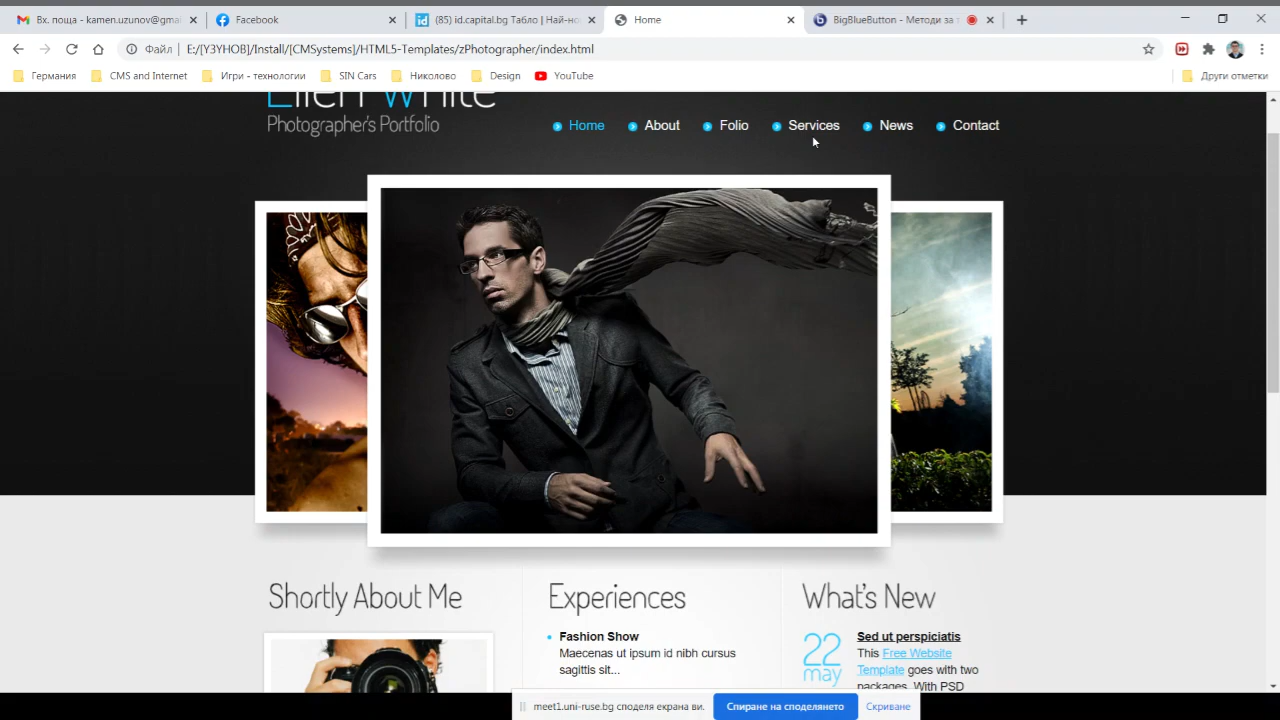 Вх. поща - kamen.uzunov@gma
Facebook
(85) id.capital.bg Табло | Най-но
Home
BigBlueButton - Методи за
Файл
E:/[Y3YHOB]/Install/[CMSystems]/HTML5-Templates/zPhotographer/index.html
Германия
CMS and Internet
Игри - технологии
SIN Cars
Николово
Design
YouTube
Други отметки
Ellen White
Photographer's Portfolio
Home
About
Folio
Services
News
Contact
Shortly About Me
Experiences
Fashion Show
Maecenas ut ipsum id nibh cursus
sagittis sit...
What's New
22
may
Sed ut perspiciatis
This Free Website
Template goes with two
packages. With PSD
meet1.uni-ruse.bg споделя екрана ви.
Спиране на споделянето
Скриване